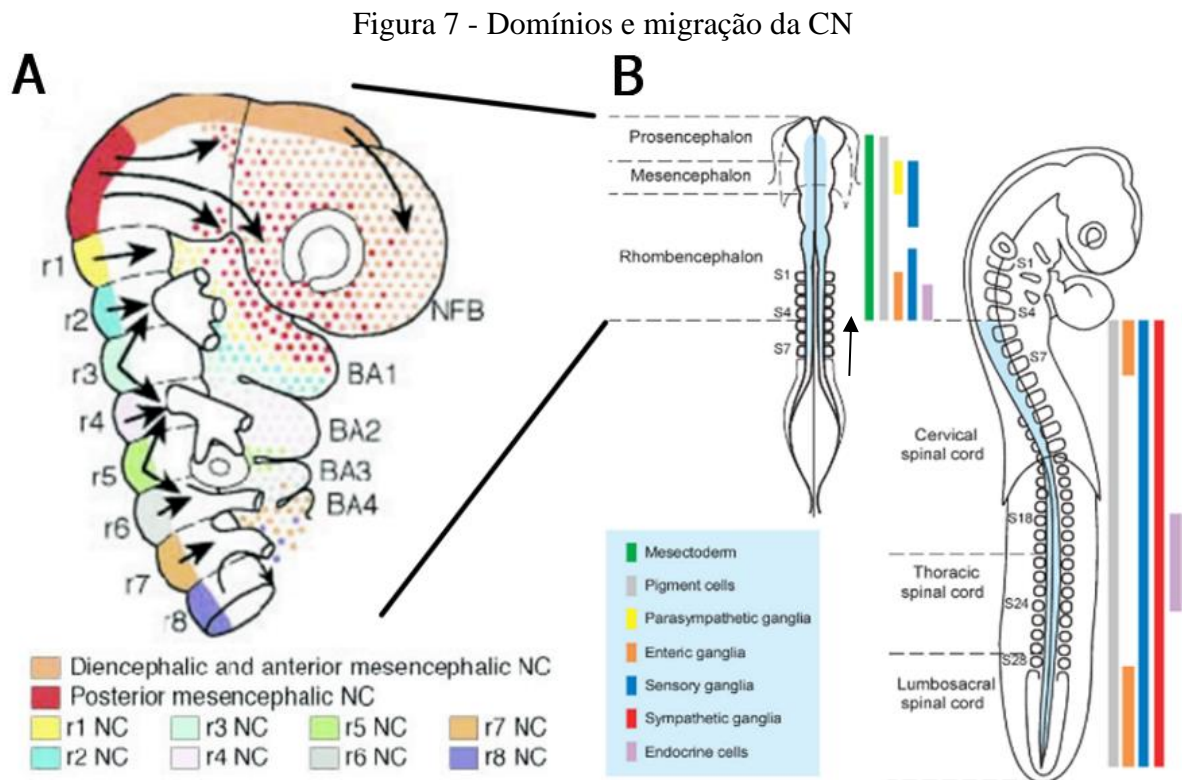 Figura 7 - Domínios e migração da CN
A
r1
r2
r3
r4
r5
r6
r7
r8
NFB
BA1
BA2
BA3
BA4
Diencephalic and anterior mesencephalic NC
Posterior mesencephalic NC
r1 NC r3 NC r5 NC r7 NC
r2 NC r4 NC r6 NC r8 NC
B
Prosencephalon
Mesencephalon
Rhombencephalon
S1
S4
S7
Mesectoderm
Pigment cells
Parasympathetic ganglia
Enteric ganglia
Sensory ganglia
Sympathetic ganglia
Endocrine cells
S1
S4
S7
Cervical
spinal cord
S18
Thoracic
spinal cord
S24
S28
Lumbosacral
spinal cord